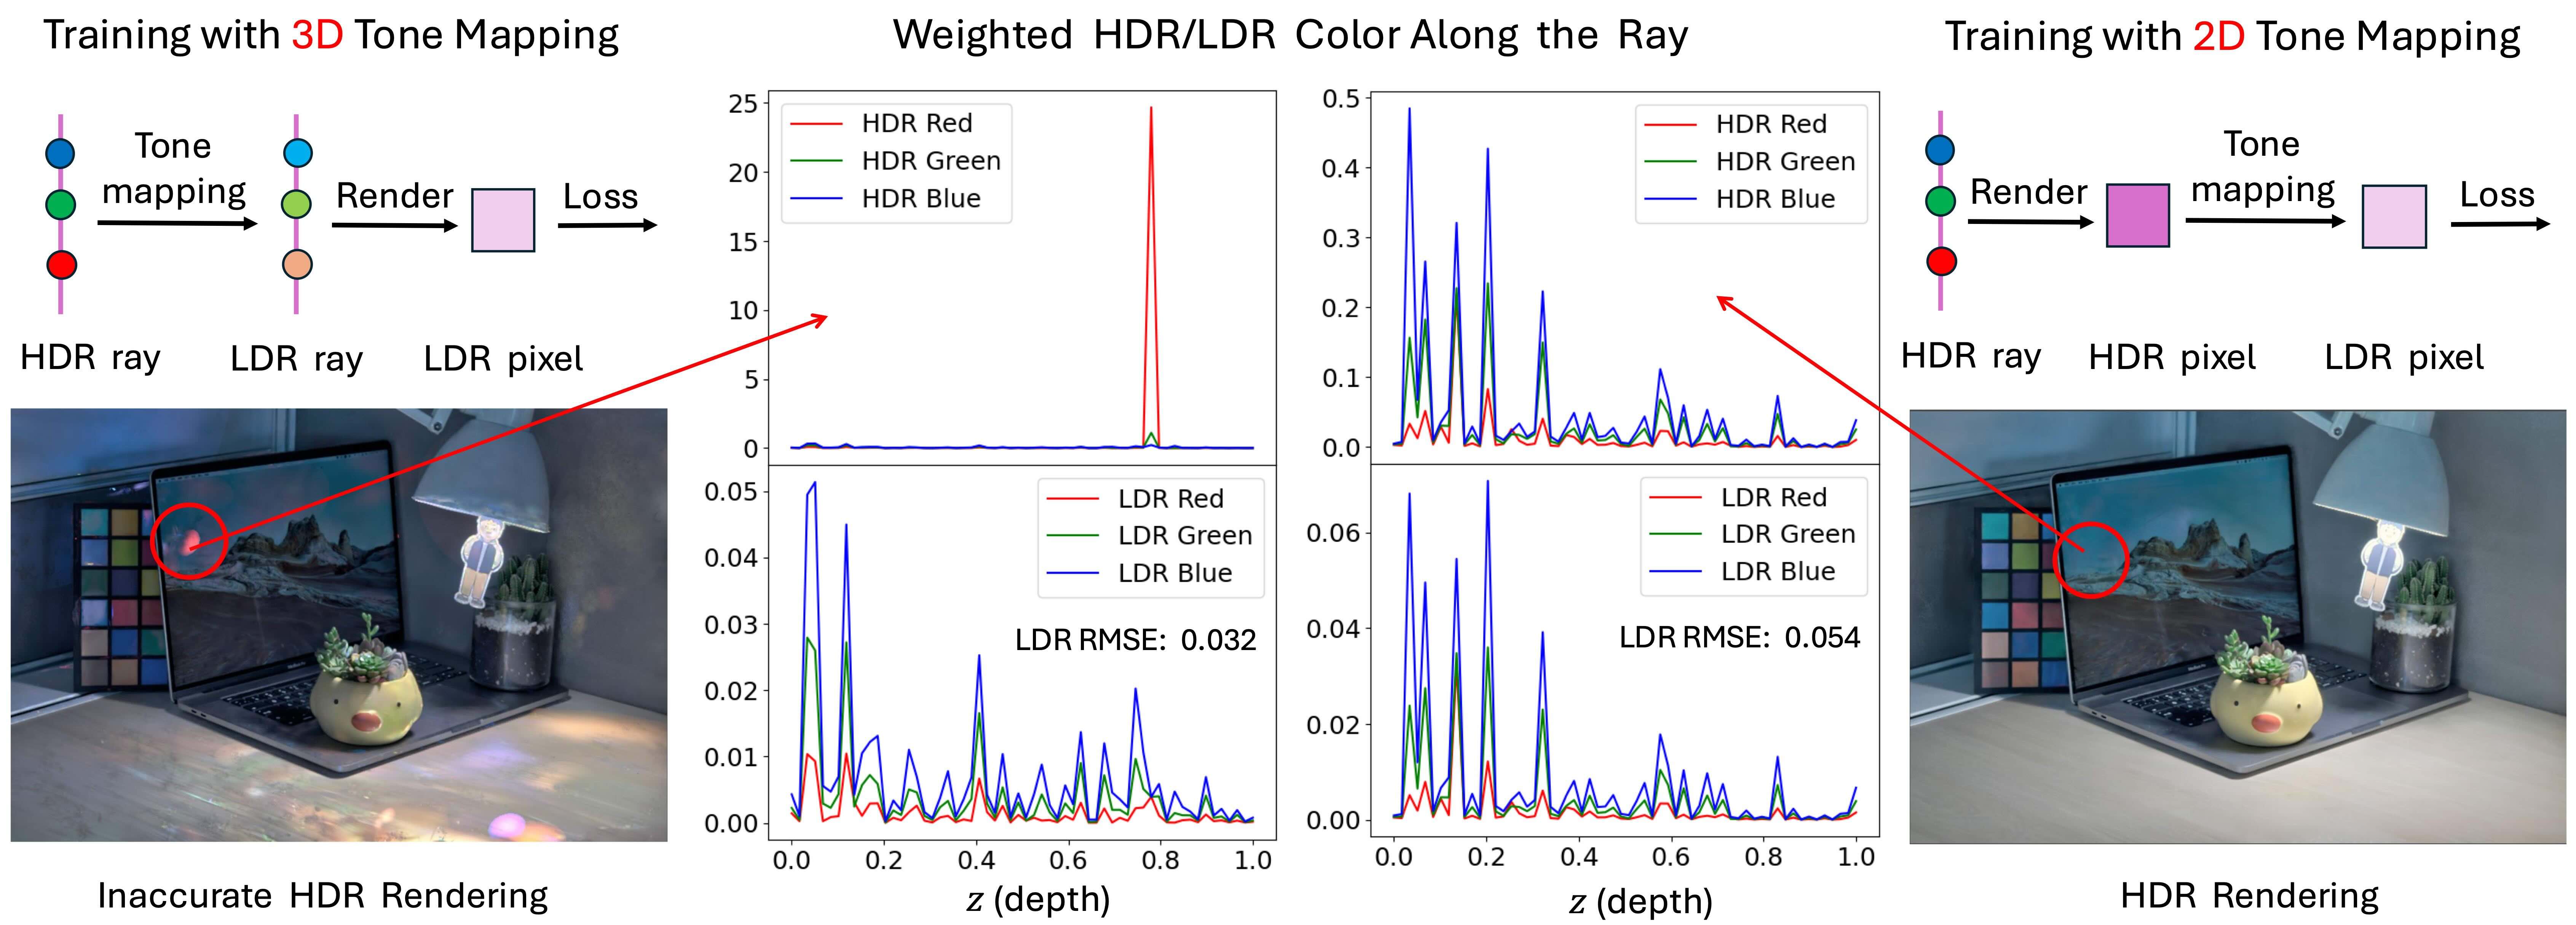 Training with 3D Tone Mapping
Tone
mapping
Render
Loss
HDR ray
LDR ray
LDR pixel
Inaccurate HDR Rendering
Weighted HDR/LDR Color Along the Ray
25
20
15
10
5
0
HDR Red
HDR Green
HDR Blue
0.05
0.04
0.03
0.02
0.01
0.00
LDR Red
LDR Green
LDR Blue
LDR RMSE: 0.032
0.0 0.2 0.4 0.6 0.8 1.0
z (depth)
0.5
0.4
0.3
0.2
0.1
0.0
HDR Red
HDR Green
HDR Blue
0.06
0.04
0.02
0.00
LDR Red
LDR Green
LDR Blue
LDR RMSE: 0.054
0.0 0.2 0.4 0.6 0.8 1.0
z (depth)
Training with 2D Tone Mapping
Render
Tone
mapping
Loss
HDR ray
HDR pixel
LDR pixel
HDR Rendering